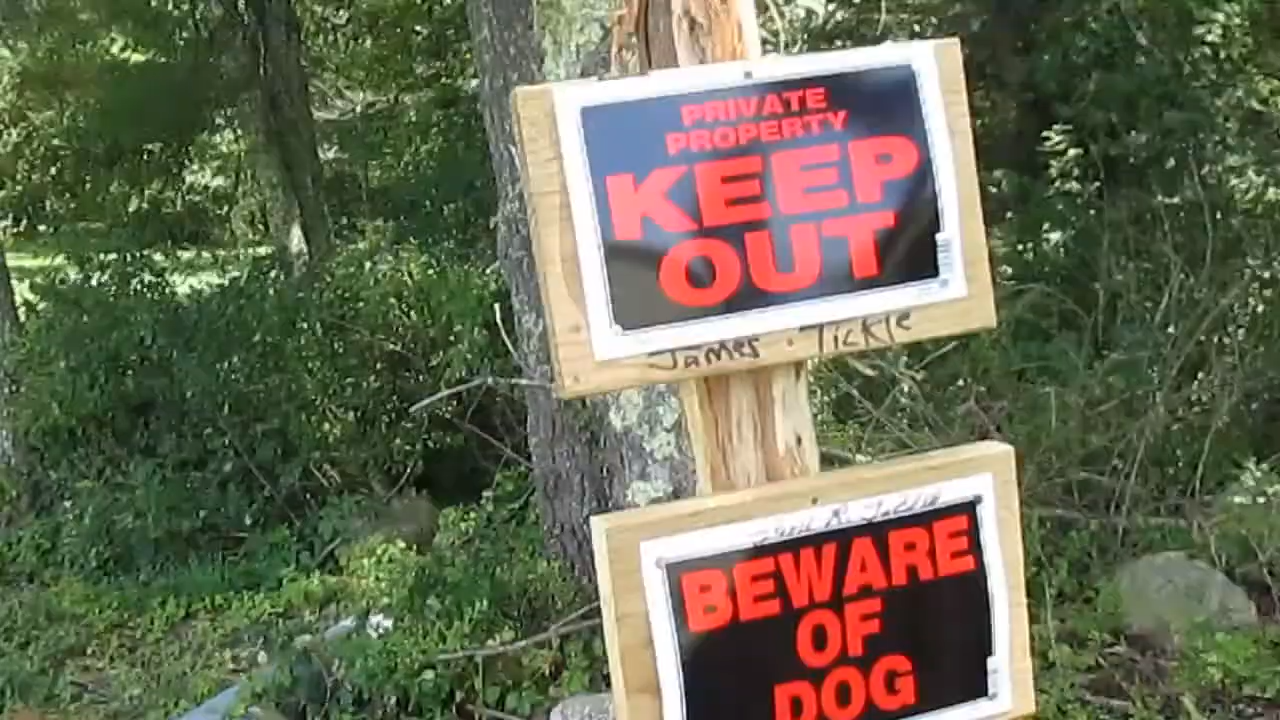 PRIVATE
PROPERTY
KEEP
OUT
James . Tickle
BEWARE
OF
DOG